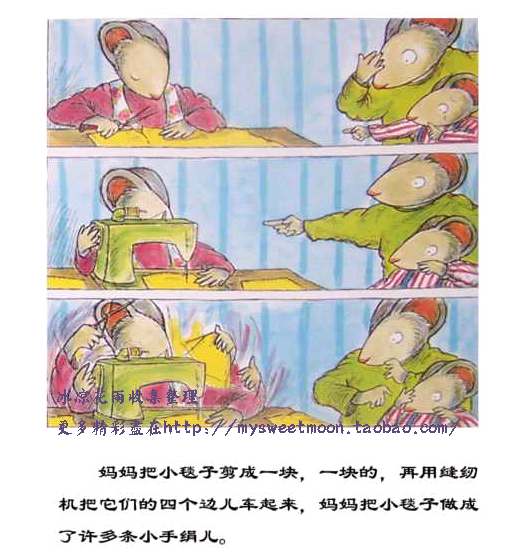 冰凉花雨收集整理
更多精彩尽在http://mysweetmoon.taobao.com/
妈妈把小毯子剪成一块，一块的，再用缝纫
机把它们的四个边儿车起来，妈妈把小毯子做成
了许多条小手绢儿。